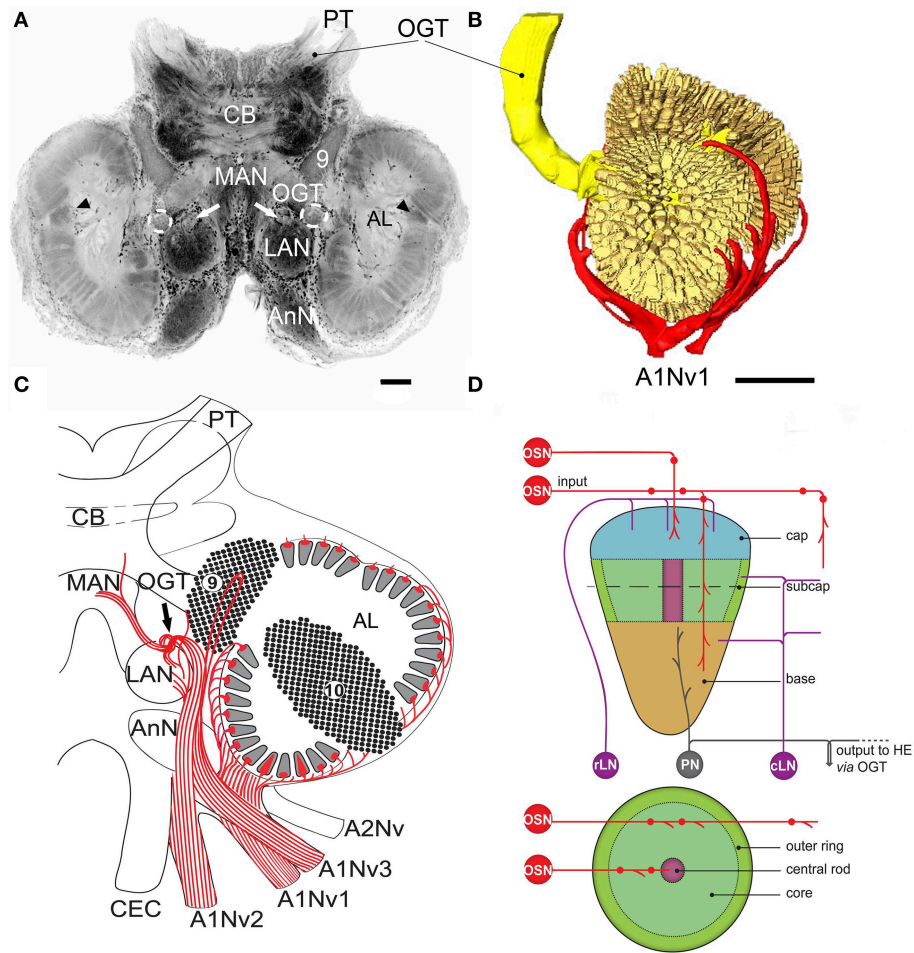 A
PT
OGT
B
CB
9
MAN
OGT
AL
LAN
AnN
A1Nv1
C
D
PT
CB
MAN
OGT
9
AL
LAN
10
AnN
A2Nv
A1Nv3
A1Nv1
CEC
A1Nv2
OSN
OSN
input
cap
subcap
base
rLN
PN
cLN
output to HE
via OGT
OSN
outer ring
OSN
central rod
core